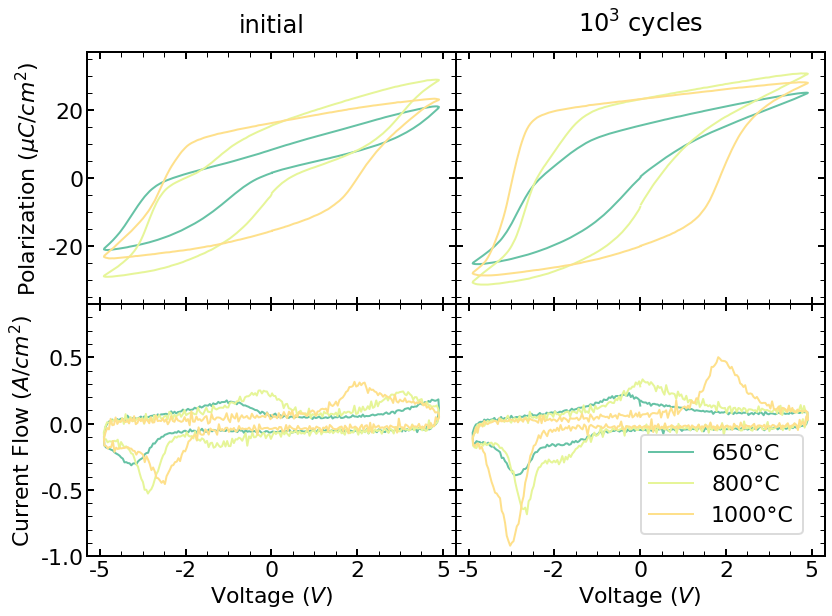 initial
10³ cycles
Polarization (μC/cm²)
20
0
-20
Current Flow (A/cm²)
0.5
0.0
-0.5
-1.0
650°C
800°C
1000°C
-5 -2 0 2 5
-5 -2 0 2 5
Voltage (V)
Voltage (V)